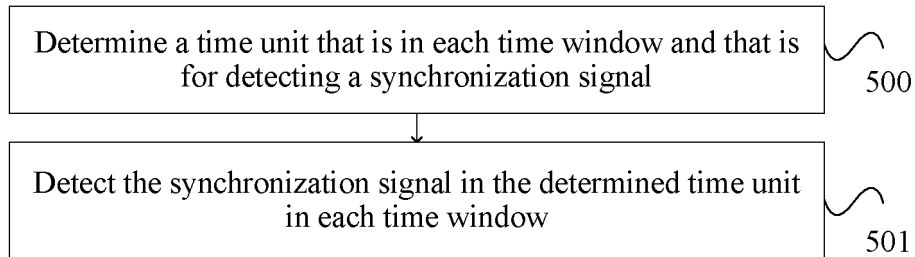 Determine a time unit that is in each time window and that is
for detecting a synchronization signal
500
Detect the synchronization signal in the determined time unit
in each time window
501